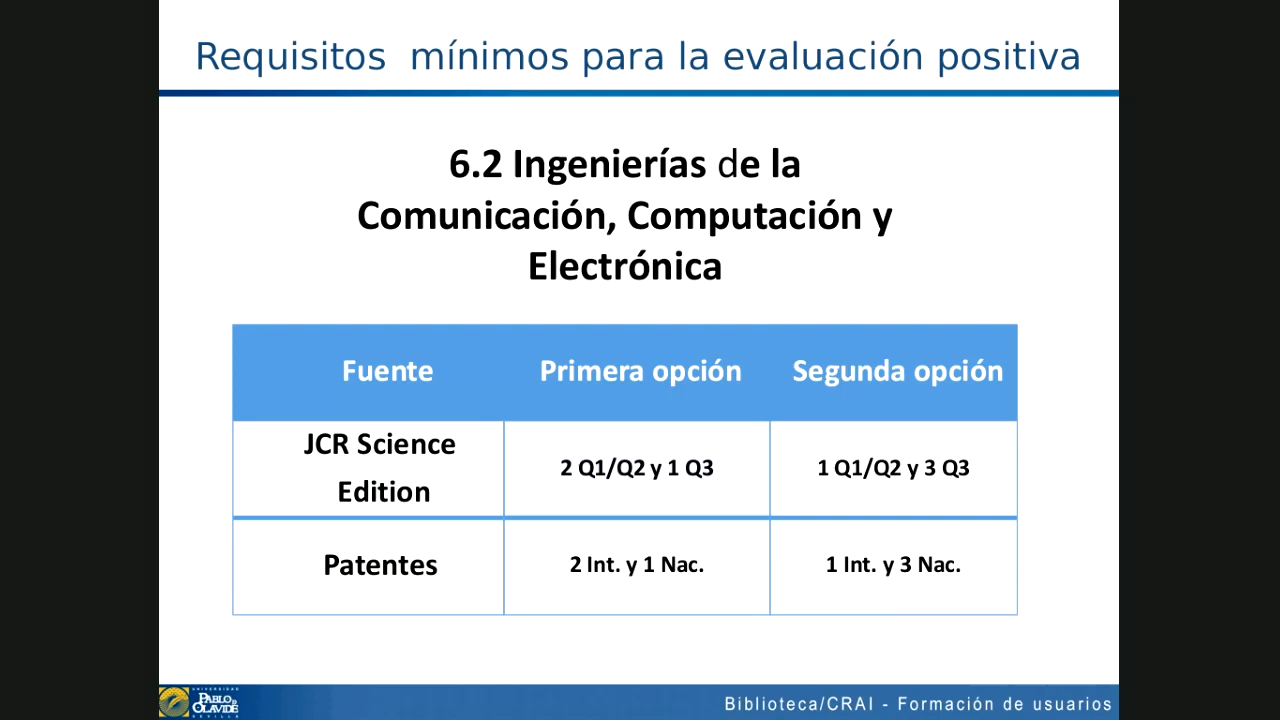 Requisitos mínimos para la evaluación positiva
6.2 Ingenierías de la
Comunicación, Computación y
Electrónica
Fuente Primera opción Segunda opción
JCR Science
Edition
2 Q1/Q2 y 1 Q3 1 Q1/Q2 y 3 Q3
Patentes 2 Int. y 1 Nac. 1 Int. y 3 Nac.
UNIVERSIDAD
PABLO DE
OLAVIDE
SEVILLA
Biblioteca/CRAI - Formación de usuarios